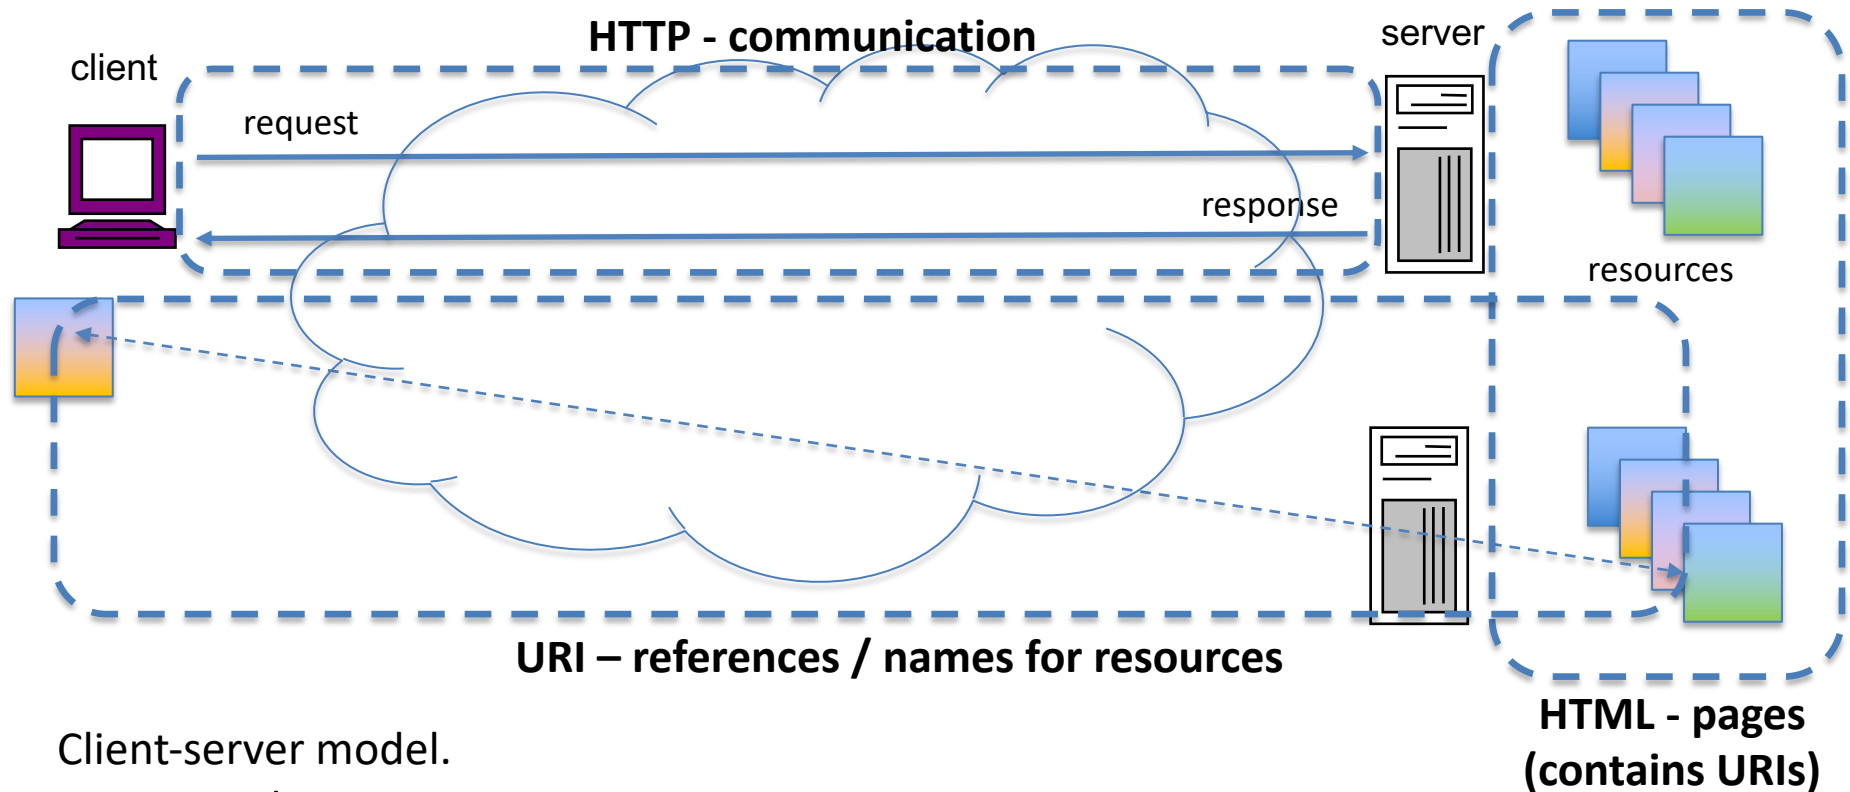 HTTP - communication
server
client
request
response
resources
URI – references / names for resources
HTML - pages
(contains URIs)
Client-server model.